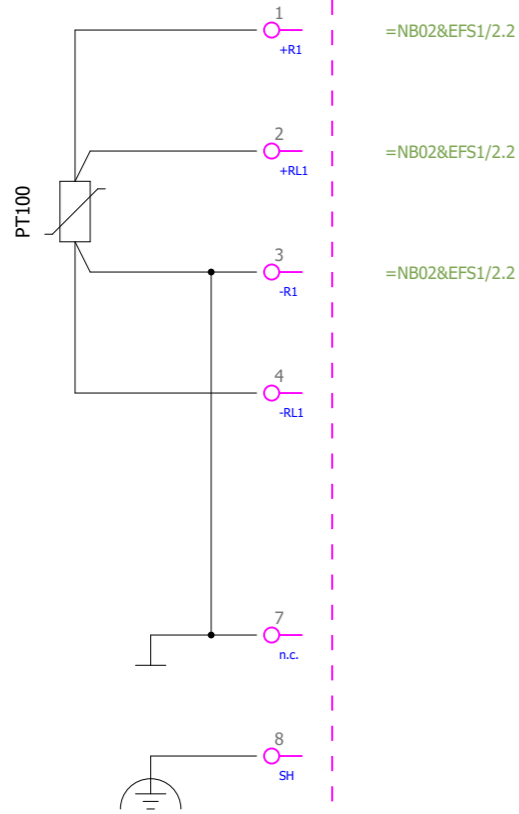 1
+R1
=NB02&EFS1/2.2
2
+RL1
=NB02&EFS1/2.2
PT100
3
-R1
=NB02&EFS1/2.2
4
-RL1
7
n.c.
8
SH